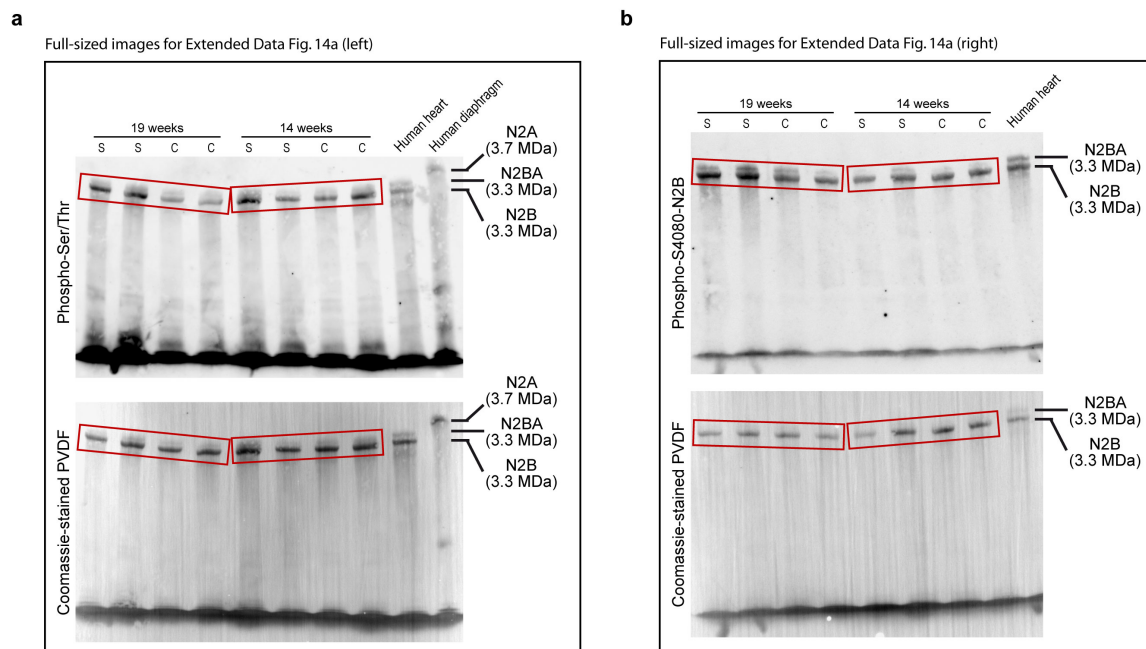 a
Full-sized images for Extended Data Fig. 14a (left)
19 weeks
14 weeks
S S C C S S C C
Human heart
Human diaphragm
Phospho-Ser/Thr
N2A
(3.7 MDa)
N2BA
(3.3 MDa)
N2B
(3.3 MDa)
Coomassie-stained PVDF
N2A
(3.7 MDa)
N2BA
(3.3 MDa)
N2B
(3.3 MDa)
b
Full-sized images for Extended Data Fig. 14a (right)
19 weeks
14 weeks
S S C C S S C C
Human heart
Phospho-S4080-N2B
N2BA
(3.3 MDa)
N2B
(3.3 MDa)
Coomassie-stained PVDF
N2BA
(3.3 MDa)
N2B
(3.3 MDa)